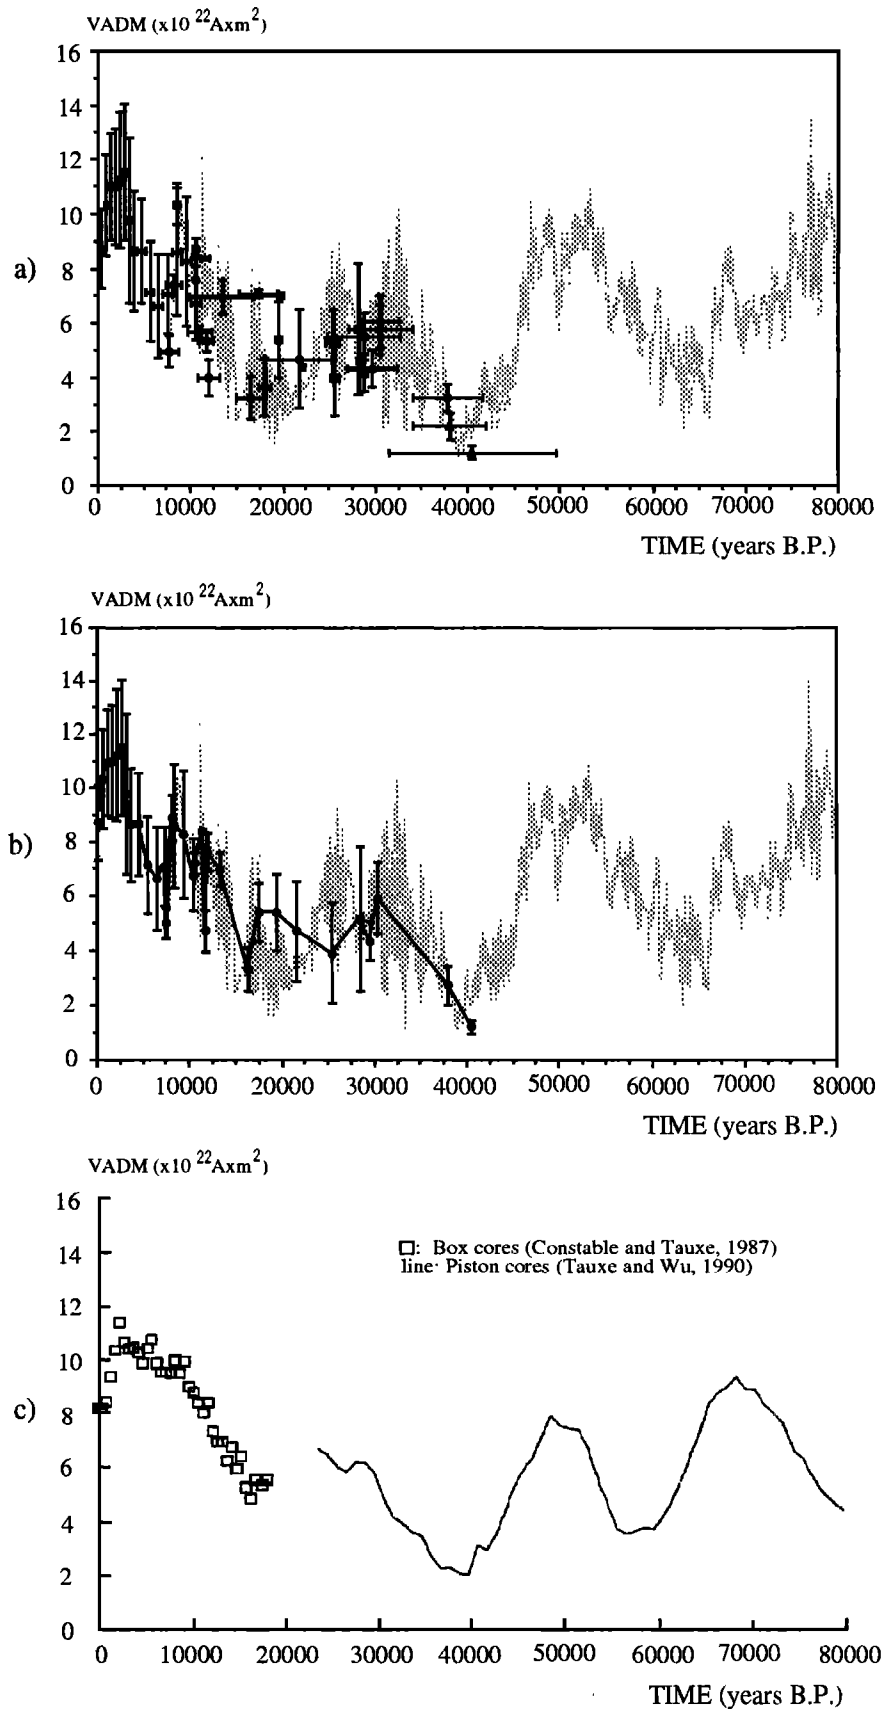 VADM (x10 22Axm2)
16
14
12
10
a)
8
6
4
2
0
0 10000 20000 30000 40000 50000 60000 70000 80000
TIME (years B.P.)
VADM (x10 22Axm2)
16
14
12
10
b)
8
6
4
2
0
0 10000 20000 30000 40000 50000 60000 70000 80000
TIME (years B.P.)
VADM (x10 22Axm2)
16
14
□: Box cores (Constable and Tauxe, 1987)
line· Piston cores (Tauxe and Wu, 1990)
12
10
c)
8
6
4
2
0
0 10000 20000 30000 40000 50000 60000 70000 80000
TIME (years B.P.)